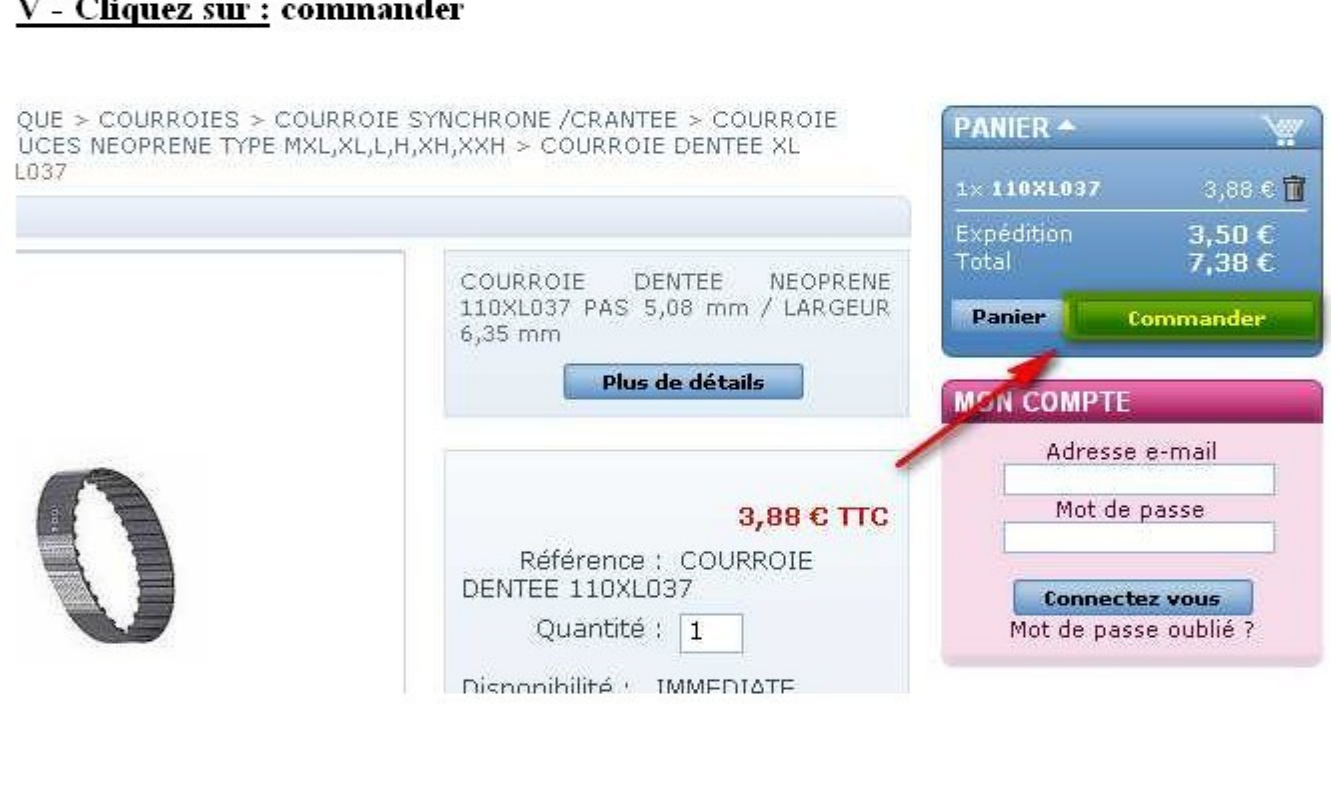 V - Cliquez sur : commander
QUE > COURROIES > COURROIE SYNCHRONE /CRANTEE > COURROIE
UCES NEOPRENE TYPE MXL,XL,L,H,XH,XXH > COURROIE DENTEE XL
L037
PANIER
1x 110XL037 3,88 €
Expédition 3,50 €
Total 7,38 €
Panier Commander
COURROIE DENTEE NEOPRENE
110XL037 PAS 5,08 mm / LARGEUR
6,35 mm
Plus de détails
MON COMPTE
Adresse e-mail
Mot de passe
Connectez vous
Mot de passe oublié ?
3,88 € TTC
Référence : COURROIE
DENTEE 110XL037
Quantité : 1
Disponibilité : IMMEDIATE